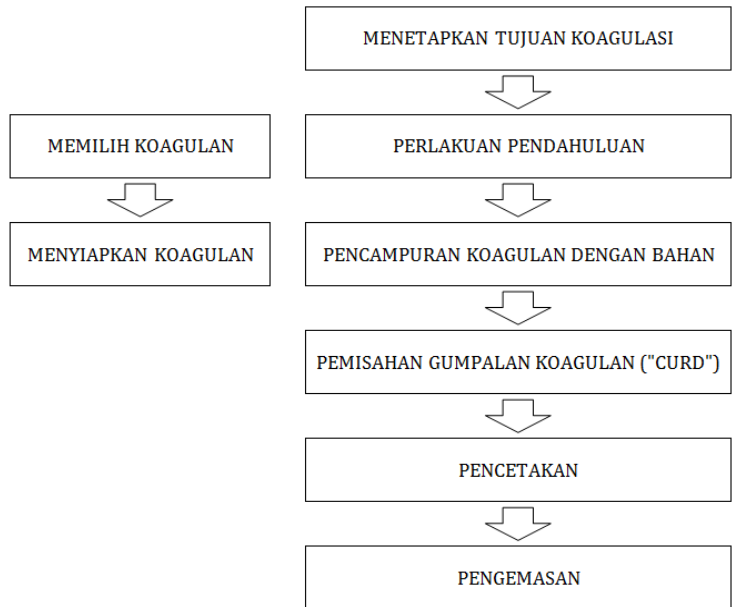 MENETAPKAN TUJUAN KOAGULASI
MEMILIH KOAGULAN
PERLAKUAN PENDAHULUAN
MENYIAPKAN KOAGULAN
PENCAMPURAN KOAGULAN DENGAN BAHAN
PEMISAHAN GUMPALAN KOAGULAN ("CURD")
PENCETAKAN
PENGEMASAN